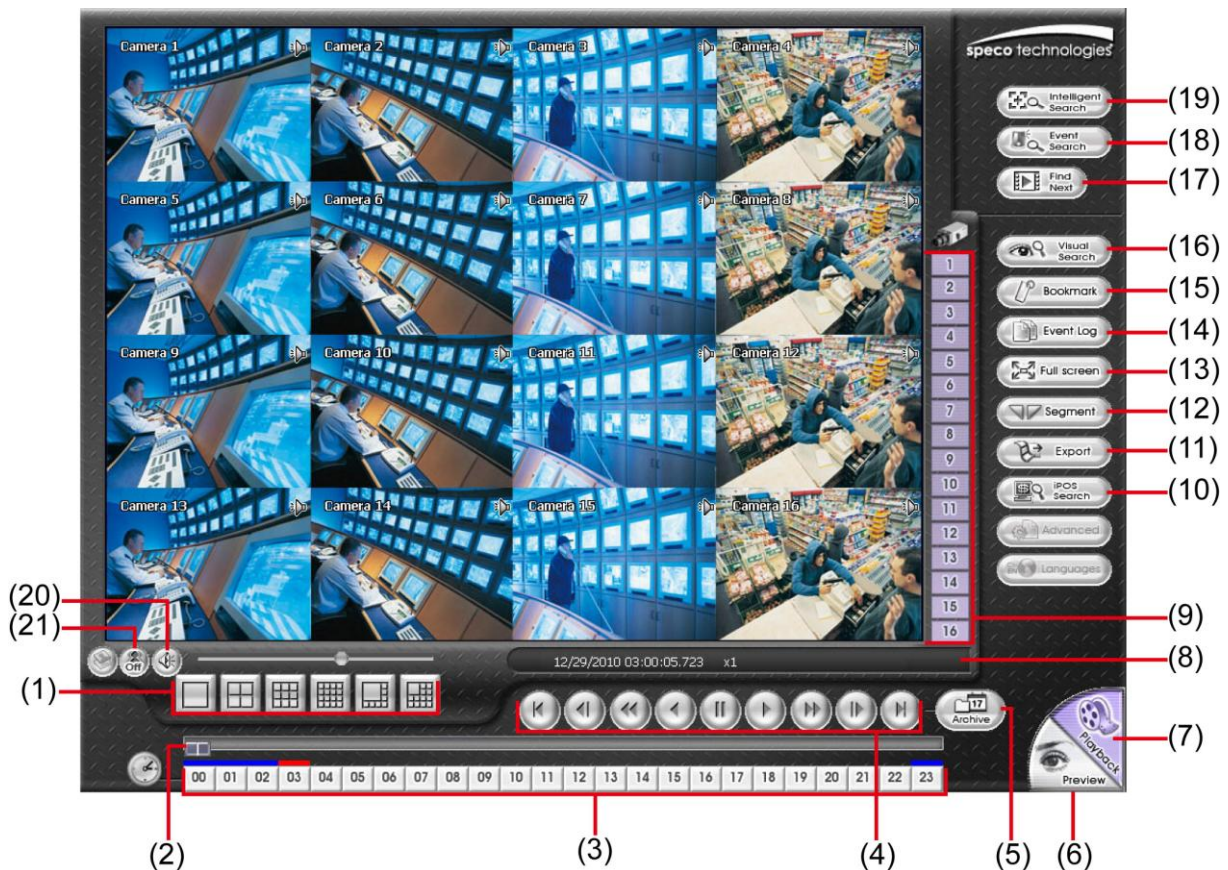 Camera 1
Camera 2
Camera 3
Camera 4
speco technologies
Intelligent
Search
(19)
Event
Search
(18)
Find
Next
(17)
Camera 5
Camera 6
Camera 7
Camera 8
Visual
Search
(16)
1
2
3
4
5
6
7
8
9
10
11
12
13
14
15
16
Bookmark
(15)
Event Log
(14)
Full screen
(13)
Camera 9
Camera 10
Camera 11
Camera 12
Segment
(12)
Export
(11)
iPOS
Search
(10)
Camera 13
Camera 14
Camera 15
Camera 16
Advanced
Languages
(9)
(20)
(21)
Off
12/29/2010 03:00:05.723 x1
(8)
(1)
17
Archive
Playback
(7)
Preview
(2)
00 01 02 03 04 05 06 07 08 09 10 11 12 13 14 15 16 17 18 19 20 21 22 23
(3)
(4)
(5)
(6)